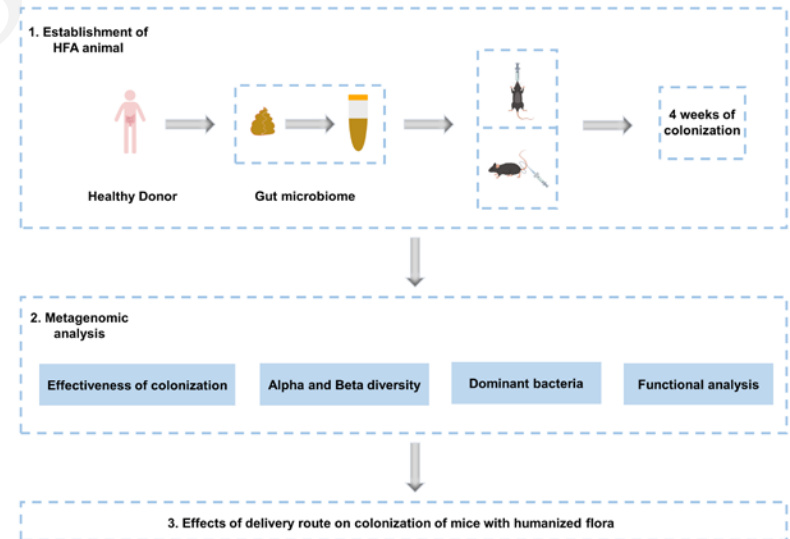 1. Establishment of
HFA animal
4 weeks of
colonization
Healthy Donor
Gut microbiome
2. Metagenomic
analysis
Effectiveness of colonization
Alpha and Beta diversity
Dominant bacteria
Functional analysis
3. Effects of delivery route on colonization of mice with humanized flora